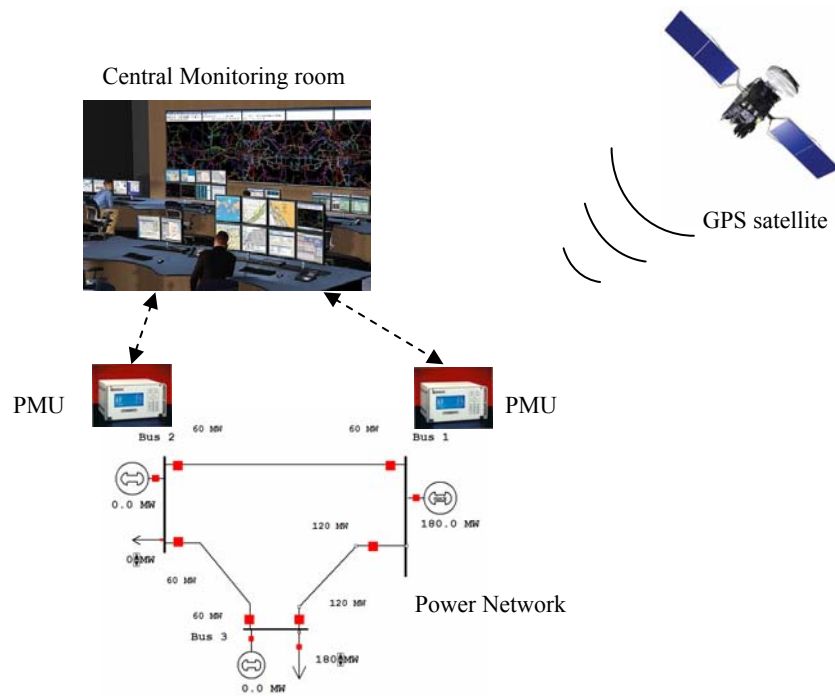 Central Monitoring room
GPS satellite
PMU
PMU
60 MW
60 MW
Bus 2
Bus 1
0.0 MW
180.0 MW
120 MW
0 MW
60 MW
120 MW
Power Network
60 MW
Bus 3
180 MW
0.0 MW